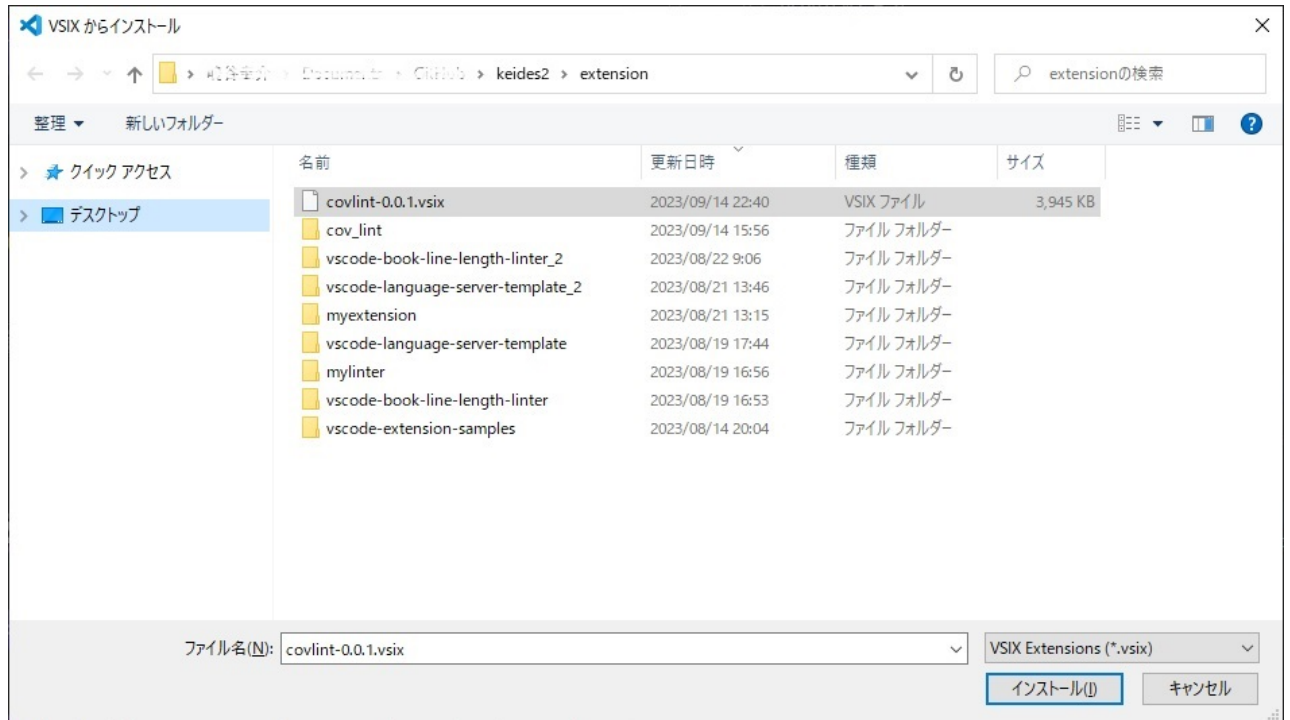 VSIX からインストール
keides2 › extension
extensionの検索
整理
新しいフォルダー
名前 更新日時 種類 サイズ
クイック アクセス
デスクトップ
covlint-0.0.1.vsix 2023/09/14 22:40 VSIX ファイル 3,945 KB
cov_lint 2023/09/14 15:56 ファイル フォルダー
vscode-book-line-length-linter_2 2023/08/22 9:06 ファイル フォルダー
vscode-language-server-template_2 2023/08/21 13:46 ファイル フォルダー
myextension 2023/08/21 13:15 ファイル フォルダー
vscode-language-server-template 2023/08/19 17:44 ファイル フォルダー
mylinter 2023/08/19 16:56 ファイル フォルダー
vscode-book-line-length-linter 2023/08/19 16:53 ファイル フォルダー
vscode-extension-samples 2023/08/14 20:04 ファイル フォルダー
ファイル名(N): covlint-0.0.1.vsix
VSIX Extensions (*.vsix)
インストール(I)
キャンセル